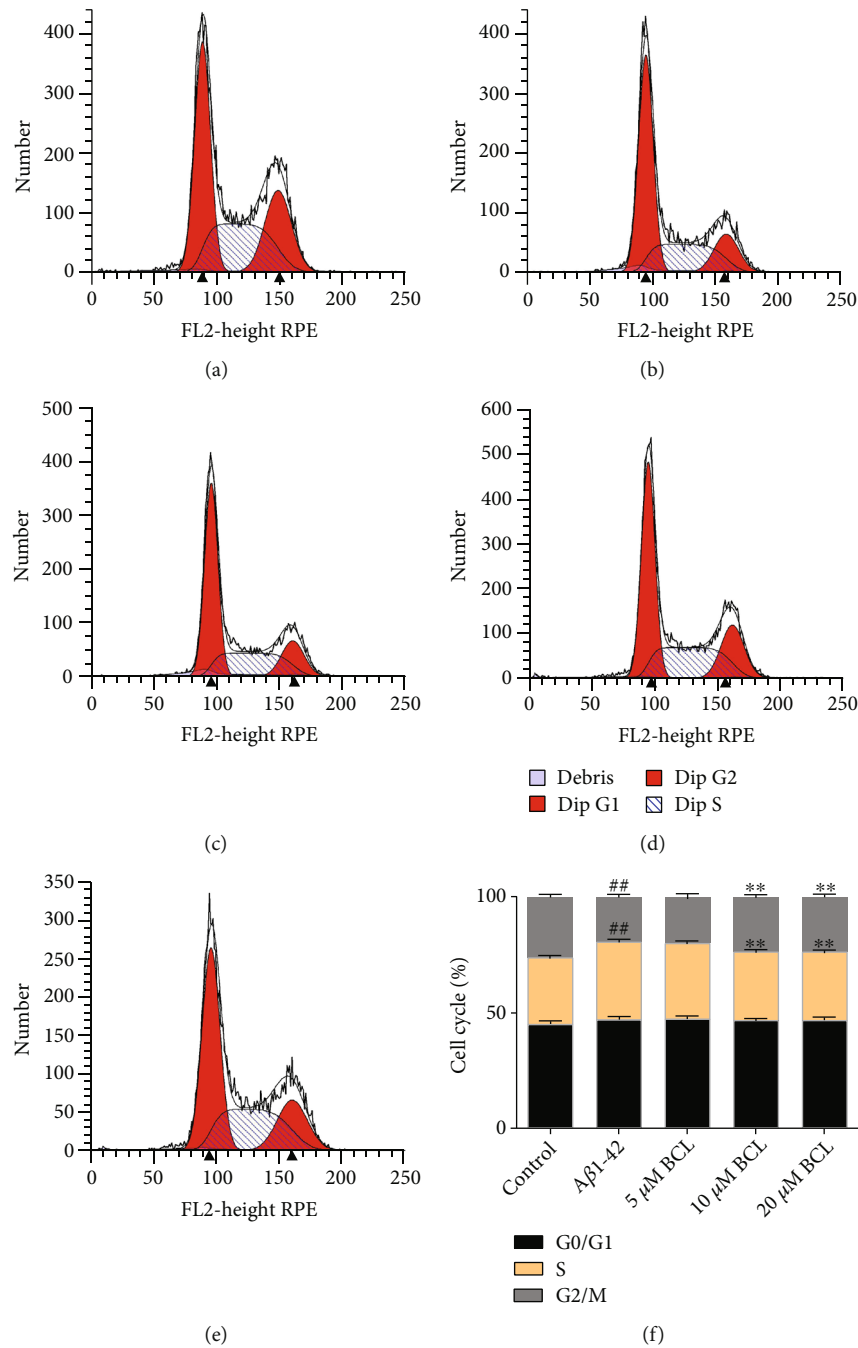 400
300
200
100
0
Number
0 50 100 150 200 250
FL2-height RPE
(a)
400
300
200
100
0
Number
0 50 100 150 200 250
FL2-height RPE
(b)
500
400
300
200
100
0
Number
0 50 100 150 200 250
FL2-height RPE
(c)
600
500
400
300
200
100
0
Number
0 50 100 150 200 250
FL2-height RPE
Debris Dip G2
Dip G1 Dip S
(d)
350
300
250
200
150
100
50
0
Number
0 50 100 150 200 250
FL2-height RPE
(e)
100
50
0
Cell cycle (%)
## ** **
## ** **
Control
Aβ1-42
5 μM BCL
10 μM BCL
20 μM BCL
G0/G1
S
G2/M
(f)